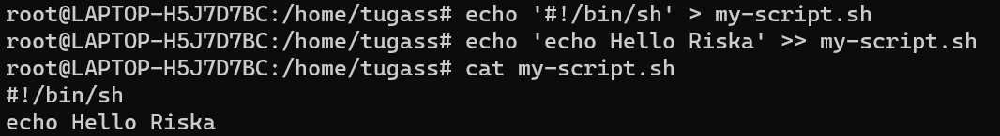 root@LAPTOP-H5J7D7BC:/home/tugass# echo '#!/bin/sh' > my-script.sh
root@LAPTOP-H5J7D7BC:/home/tugass# echo 'echo Hello Riska' >> my-script.sh
root@LAPTOP-H5J7D7BC:/home/tugass# cat my-script.sh
#!/bin/sh
echo Hello Riska